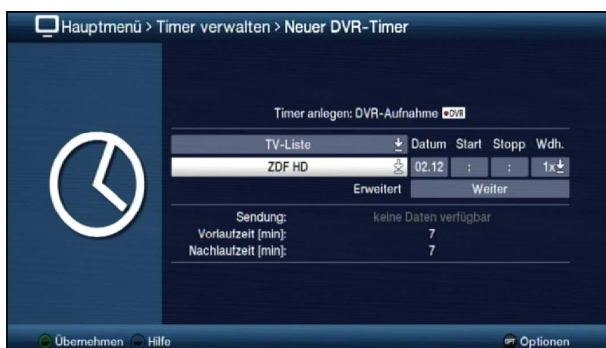 Hauptmenü > Timer verwalten > Neuer DVR-Timer
Timer anlegen: DVR-Aufnahme DVR
TV-Liste Datum Start Stopp Wdh.
ZDF HD 02.12 : : 1x
Erweitert Weiter
Sendung: keine Daten verfügbar
Vorlaufzeit [min]: 7
Nachlaufzeit [min]: 7
Übernehmen Hilfe OPT Optionen